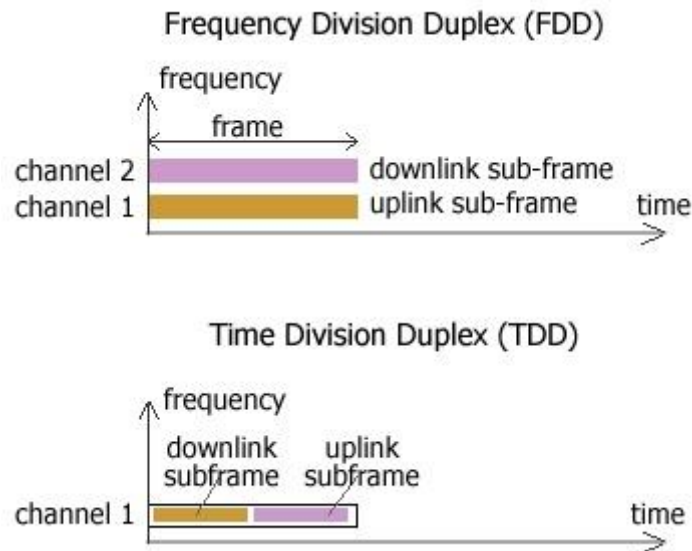 Frequency Division Duplex (FDD)
frequency
frame
channel 2 downlink sub-frame
channel 1 uplink sub-frame time
Time Division Duplex (TDD)
frequency
downlink uplink
subframe subframe
channel 1 time